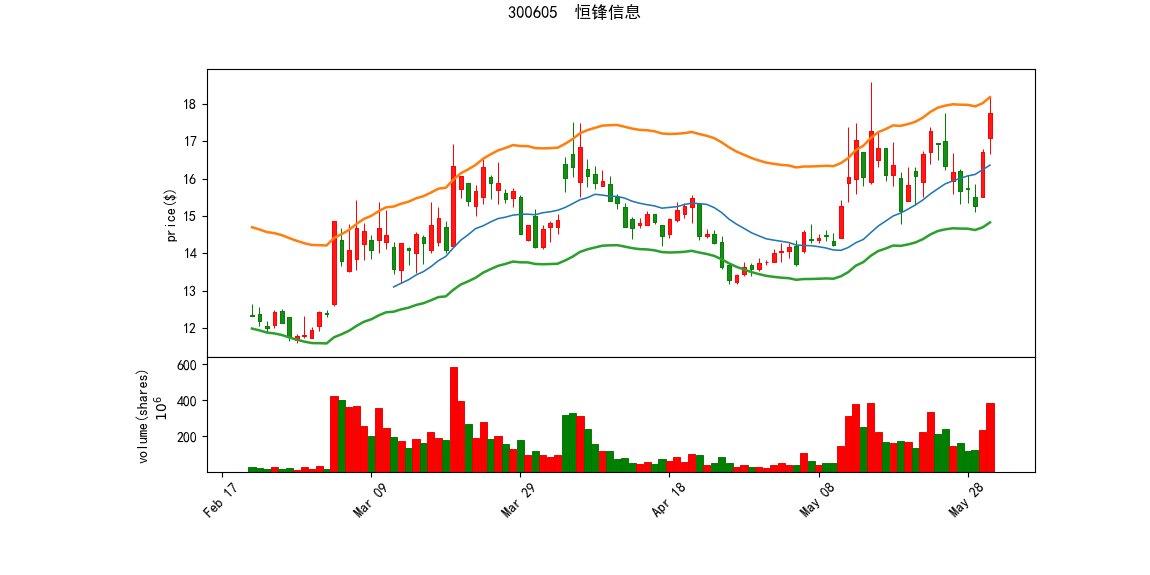 300605 恒锋信息
price($)
18
17
16
15
14
13
12
volume(shares)
10^6
600
400
200
Feb 17
Mar 09
Mar 29
Apr 18
May 08
May 28